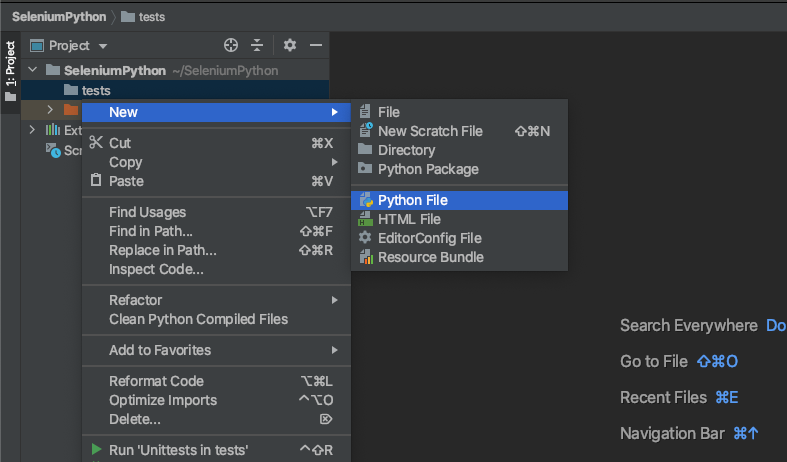 SeleniumPython tests
1: Project
Project
SeleniumPython ~/SeleniumPython
tests
Ext
Scr
New
Cut ⌘X
Copy
Paste ⌘V
Find Usages ⌥F7
Find in Path... ⇧⌘F
Replace in Path... ⇧⌘R
Inspect Code...
Refactor
Clean Python Compiled Files
Add to Favorites
Reformat Code ⌥⌘L
Optimize Imports ^⌥O
Delete... ⌦
Run 'Unittests in tests' ^⇧R
File
New Scratch File ⇧⌘N
Directory
Python Package
Python File
HTML File
EditorConfig File
Resource Bundle
Search Everywhere Do
Go to File ⇧⌘O
Recent Files ⌘E
Navigation Bar ⌘↑